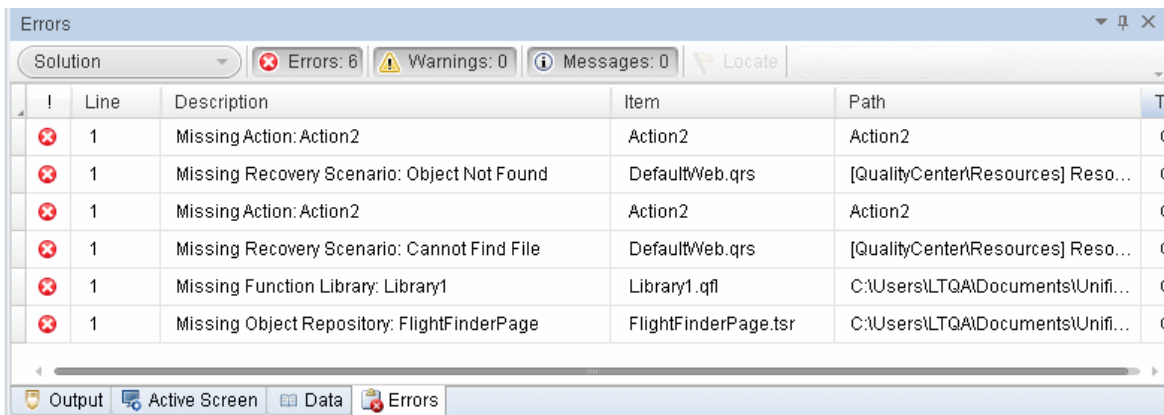 Errors
Solution Errors: 6 Warnings: 0 Messages: 0 Locate
! Line Description Item Path T
1 Missing Action: Action2 Action2 Action2
1 Missing Recovery Scenario: Object Not Found DefaultWeb.qrs [QualityCenter\Resources] Reso...
1 Missing Action: Action2 Action2 Action2
1 Missing Recovery Scenario: Cannot Find File DefaultWeb.qrs [QualityCenter\Resources] Reso...
1 Missing Function Library: Library1 Library1.qfl C:\Users\LTQA\Documents\Unifi...
1 Missing Object Repository: FlightFinderPage FlightFinderPage.tsr C:\Users\LTQA\Documents\Unifi...
Output Active Screen Data Errors